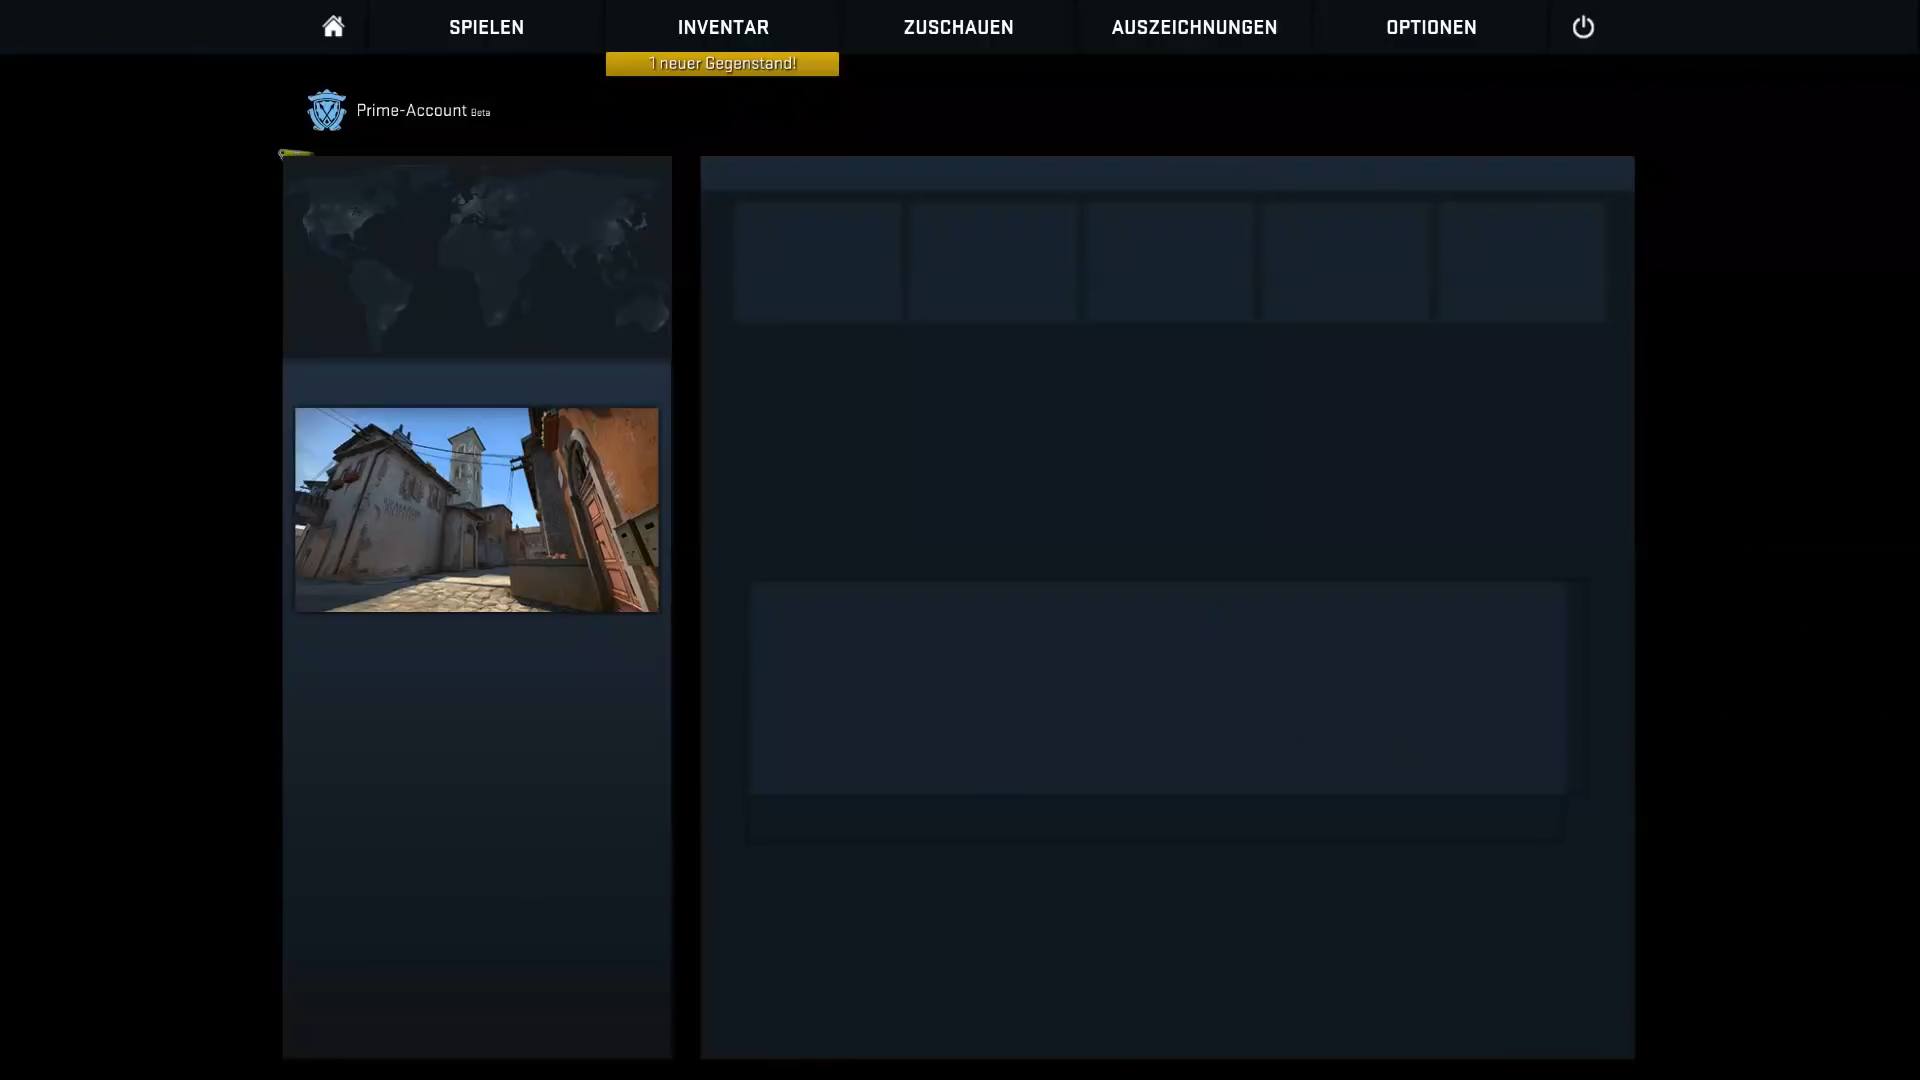 SPIELEN
INVENTAR
ZUSCHAUEN
AUSZEICHNUNGEN
OPTIONEN
1 neuer Gegenstand!
Prime-Account Beta